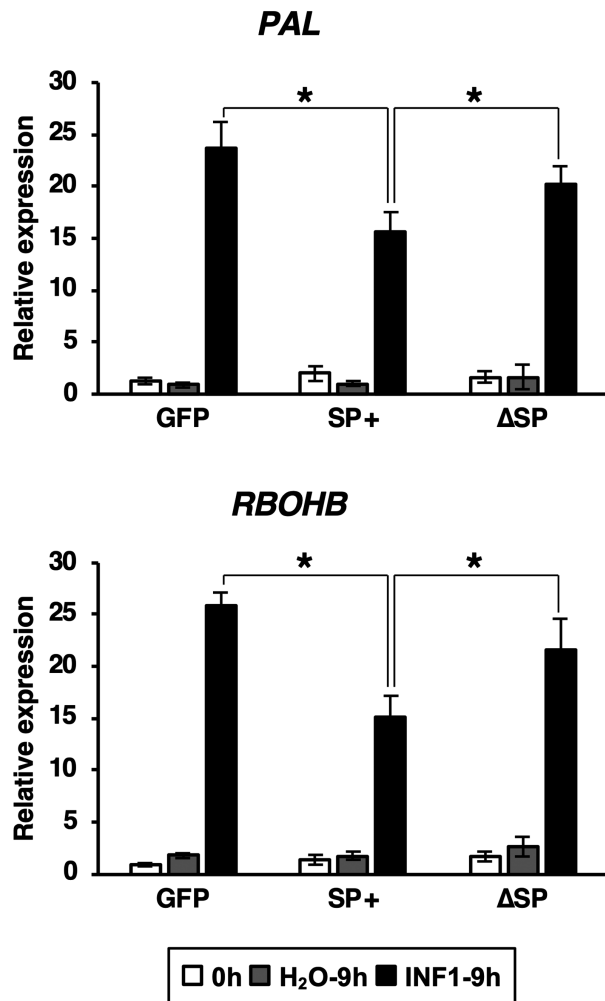 PAL
30
25
20
15
10
5
0
Relative expression
*
*
GFP SP+ ΔSP
RBOHB
30
25
20
15
10
5
0
Relative expression
*
*
GFP SP+ ΔSP
0h H₂O-9h INF1-9h